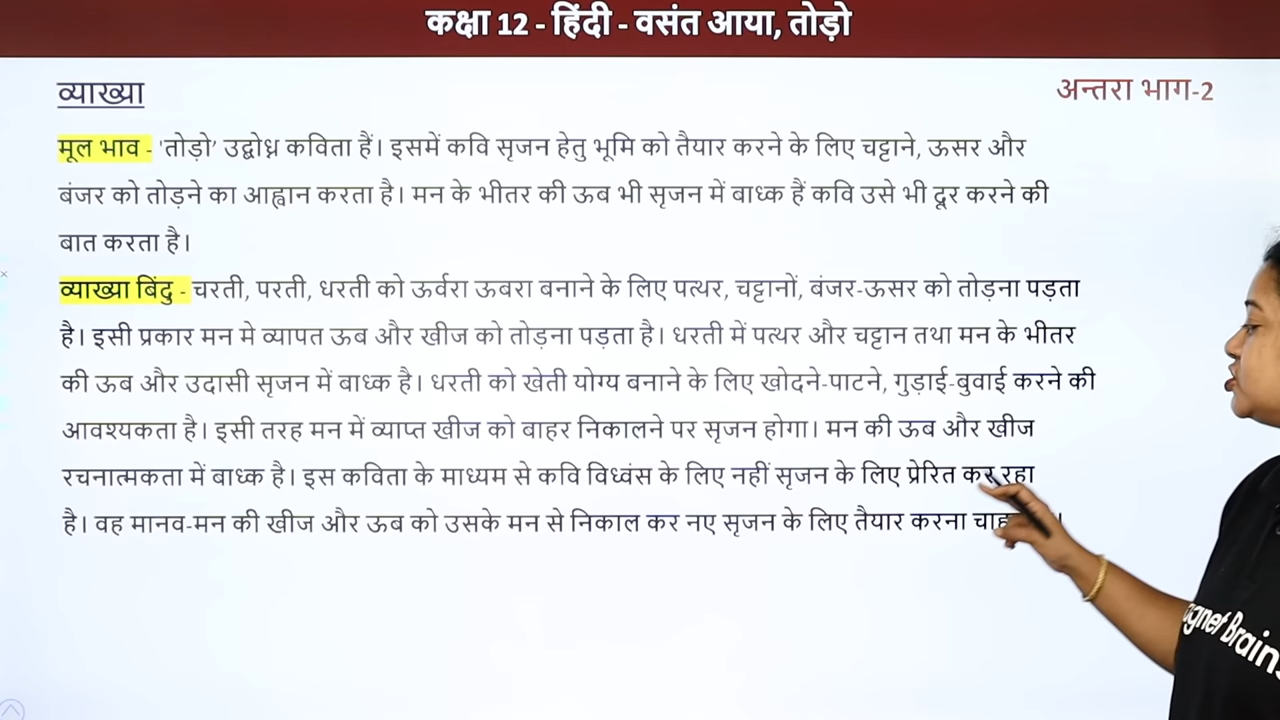 कक्षा 12 - हिंदी - वसंत आया, तोड़ो
व्याख्या
अन्तरा भाग-2
मूल भाव - 'तोड़ो' उद्बोध्न कविता हैं। इसमें कवि सृजन हेतु भूमि को तैयार करने के लिए चट्टाने, ऊसर और
बंजर को तोड़ने का आह्वान करता है। मन के भीतर की ऊब भी सृजन में बाध्क हैं कवि उसे भी दूर करने की
बात करता है।
व्याख्या बिंदु - चरती, परती, धरती को ऊर्वरा ऊबरा बनाने के लिए पत्थर, चट्टानों, बंजर-ऊसर को तोड़ना पड़ता
है। इसी प्रकार मन मे व्यापत ऊब और खीज को तोड़ना पड़ता है। धरती में पत्थर और चट्टान तथा मन के भीतर
की ऊब और उदासी सृजन में बाध्क है। धरती को खेती योग्य बनाने के लिए खोदने-पाटने, गुड़ाई-बुवाई करने की
आवश्यकता है। इसी तरह मन में व्याप्त खीज को बाहर निकालने पर सृजन होगा। मन की ऊब और खीज
रचनात्मकता में बाध्क है। इस कविता के माध्यम से कवि विध्वंस के लिए नहीं सृजन के लिए प्रेरित कर रहा
है। वह मानव-मन की खीज और ऊब को उसके मन से निकाल कर नए सृजन के लिए तैयार करना
agnet Brains